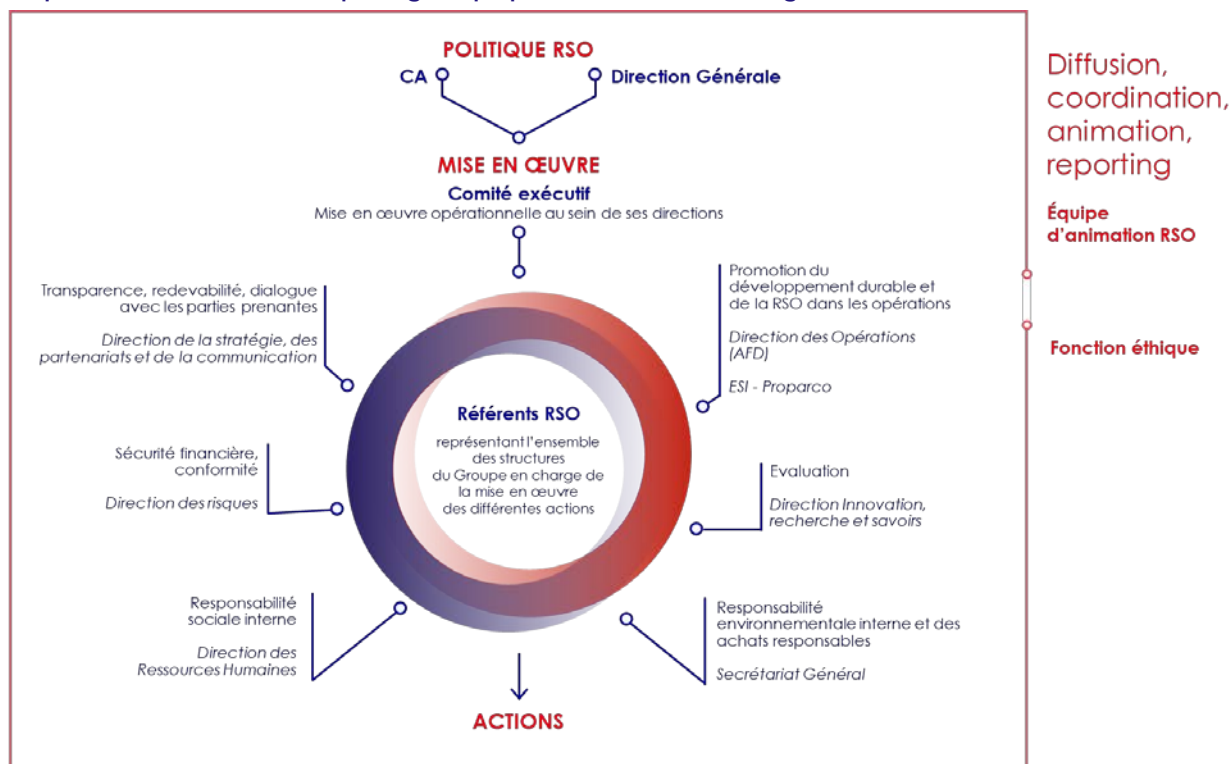 POLITIQUE RSO
CA
Direction Générale
MISE EN ŒUVRE
Comité exécutif
Mise en œuvre opérationnelle au sein de ses directions
Transparence, redevabilité, dialogue
avec les parties prenantes
Direction de la stratégie, des
partenariats et de la communication
Sécurité financière,
conformité
Direction des risques
Responsabilité
sociale interne
Direction des
Ressources Humaines
Référents RSO
représentant l'ensemble
des structures
du Groupe en charge de
la mise en œuvre
des différentes actions
Promotion du
développement durable et
de la RSO dans les opérations
Direction des Opérations
(AFD)
ESI - Proparco
Evaluation
Direction Innovation,
recherche et savoirs
Responsabilité
environnementale interne et des
achats responsables
Secrétariat Général
ACTIONS
Diffusion,
coordination,
animation,
reporting
Équipe
d'animation RSO
Fonction éthique